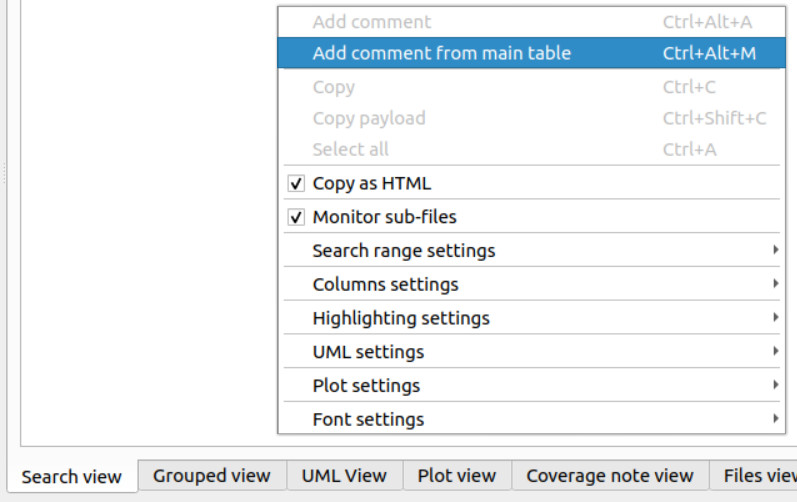 Add comment Ctrl+Alt+A
Add comment from main table Ctrl+Alt+M
Copy Ctrl+C
Copy payload Ctrl+Shift+C
Select all Ctrl+A
Copy as HTML
Monitor sub-files
Search range settings
Columns settings
Highlighting settings
UML settings
Plot settings
Font settings
Search view Grouped view UML View Plot view Coverage note view Files view